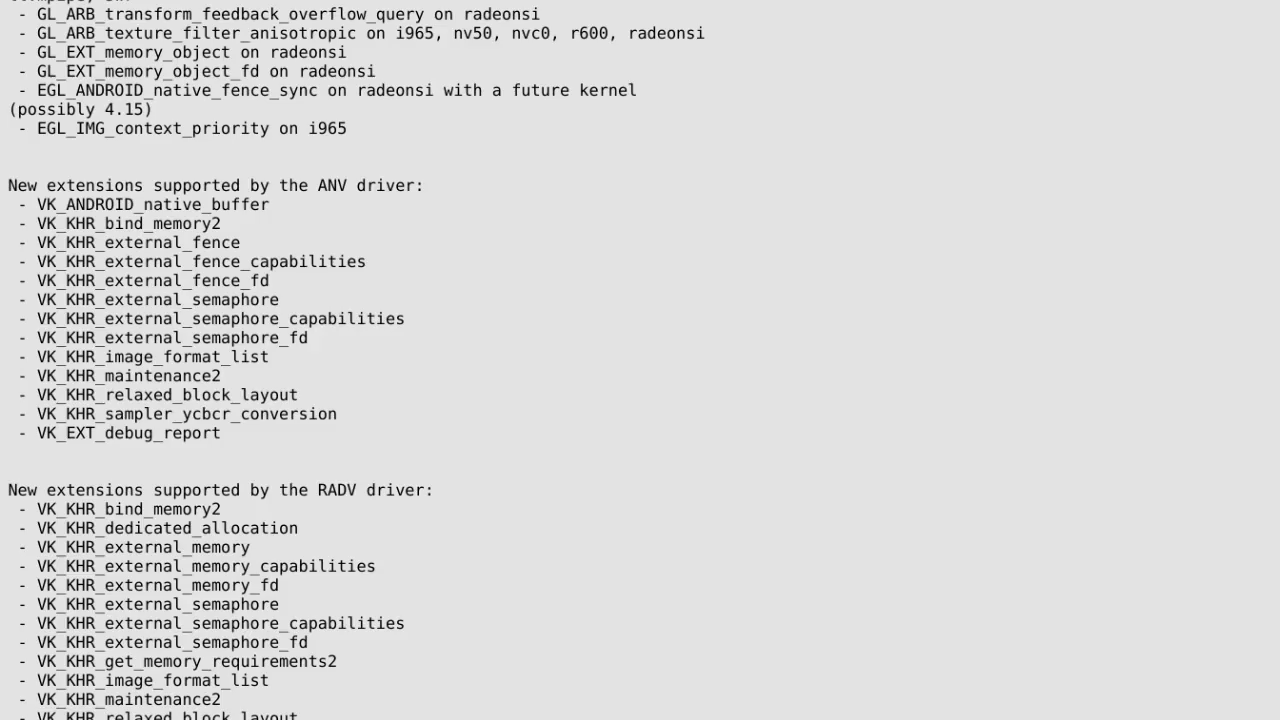 - GL_ARB_transform_feedback_overflow_query on radeonsi
- GL_ARB_texture_filter_anisotropic on i965, nv50, nvc0, r600, radeonsi
- GL_EXT_memory_object on radeonsi
- GL_EXT_memory_object_fd on radeonsi
- EGL_ANDROID_native_fence_sync on radeonsi with a future kernel
(possibly 4.15)
- EGL_IMG_context_priority on i965
New extensions supported by the ANV driver:
- VK_ANDROID_native_buffer
- VK_KHR_bind_memory2
- VK_KHR_external_fence
- VK_KHR_external_fence_capabilities
- VK_KHR_external_fence_fd
- VK_KHR_external_semaphore
- VK_KHR_external_semaphore_capabilities
- VK_KHR_external_semaphore_fd
- VK_KHR_image_format_list
- VK_KHR_maintenance2
- VK_KHR_relaxed_block_layout
- VK_KHR_sampler_ycbcr_conversion
- VK_EXT_debug_report
New extensions supported by the RADV driver:
- VK_KHR_bind_memory2
- VK_KHR_dedicated_allocation
- VK_KHR_external_memory
- VK_KHR_external_memory_capabilities
- VK_KHR_external_memory_fd
- VK_KHR_external_semaphore
- VK_KHR_external_semaphore_capabilities
- VK_KHR_external_semaphore_fd
- VK_KHR_get_memory_requirements2
- VK_KHR_image_format_list
- VK_KHR_maintenance2
- VK_KHR_relaxed_block_layout